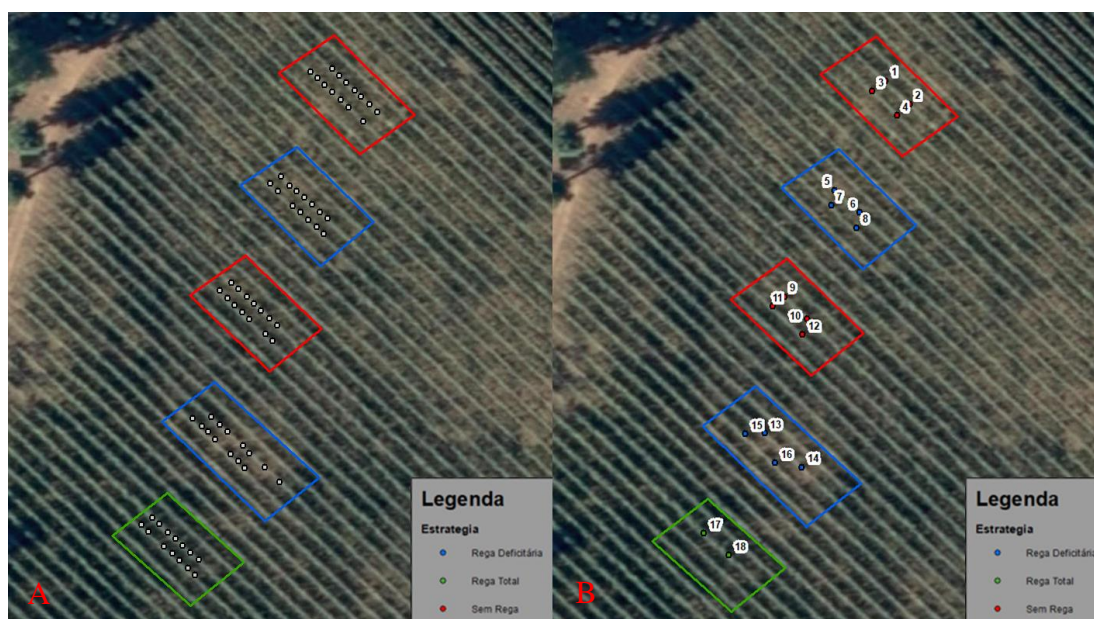 Legenda
Estrategia
Rega Deficitária
Rega Total
Sem Rega
A
1
3
2
4
5
7
6
8
9
11
10
12
15
13
16
14
17
18
Legenda
Estrategia
Rega Deficitária
Rega Total
Sem Rega
B